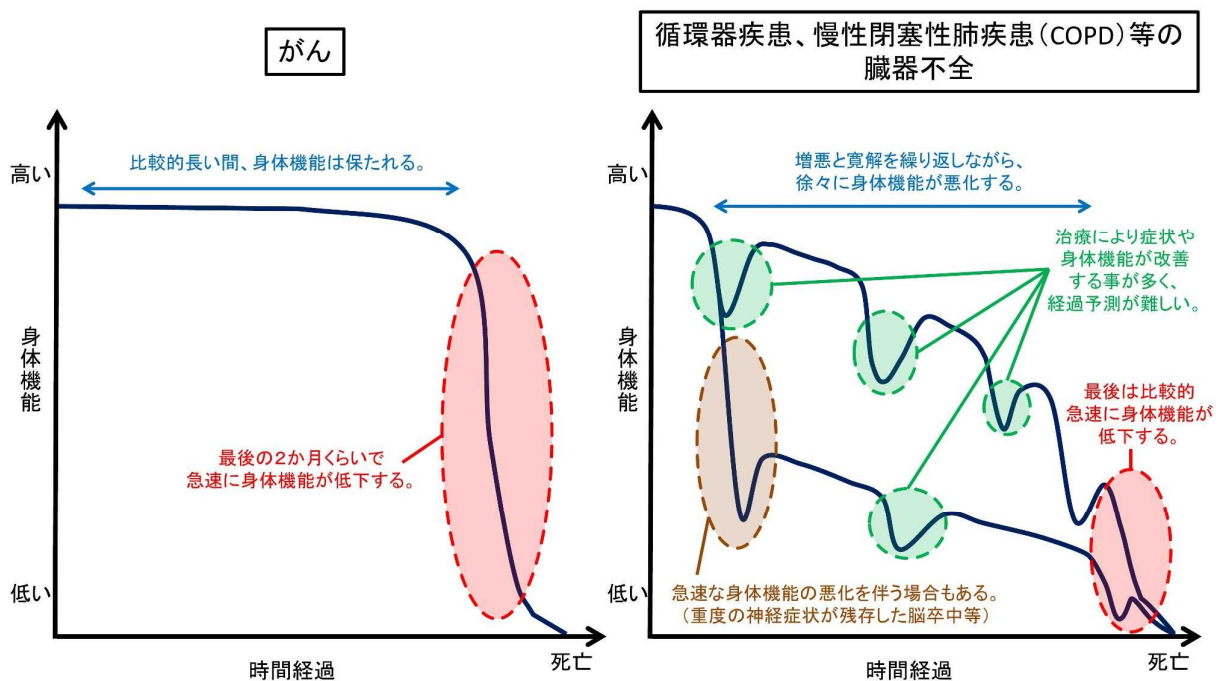 がん
高い
比較的長い間、身体機能は保たれる。
身体機能
最後の2か月くらいで
急速に身体機能が低下する。
低い
時間経過
死亡
循環器疾患、慢性閉塞性肺疾患(COPD)等の
臓器不全
高い
増悪と寛解を繰り返しながら、
徐々に身体機能が悪化する。
治療により症状や
身体機能が改善
する事が多く、
経過予測が難しい。
身体機能
最後は比較的
急速に身体機能が
低下する。
急速な身体機能の悪化を伴う場合もある。
(重度の神経症状が残存した脳卒中等)
低い
時間経過
死亡